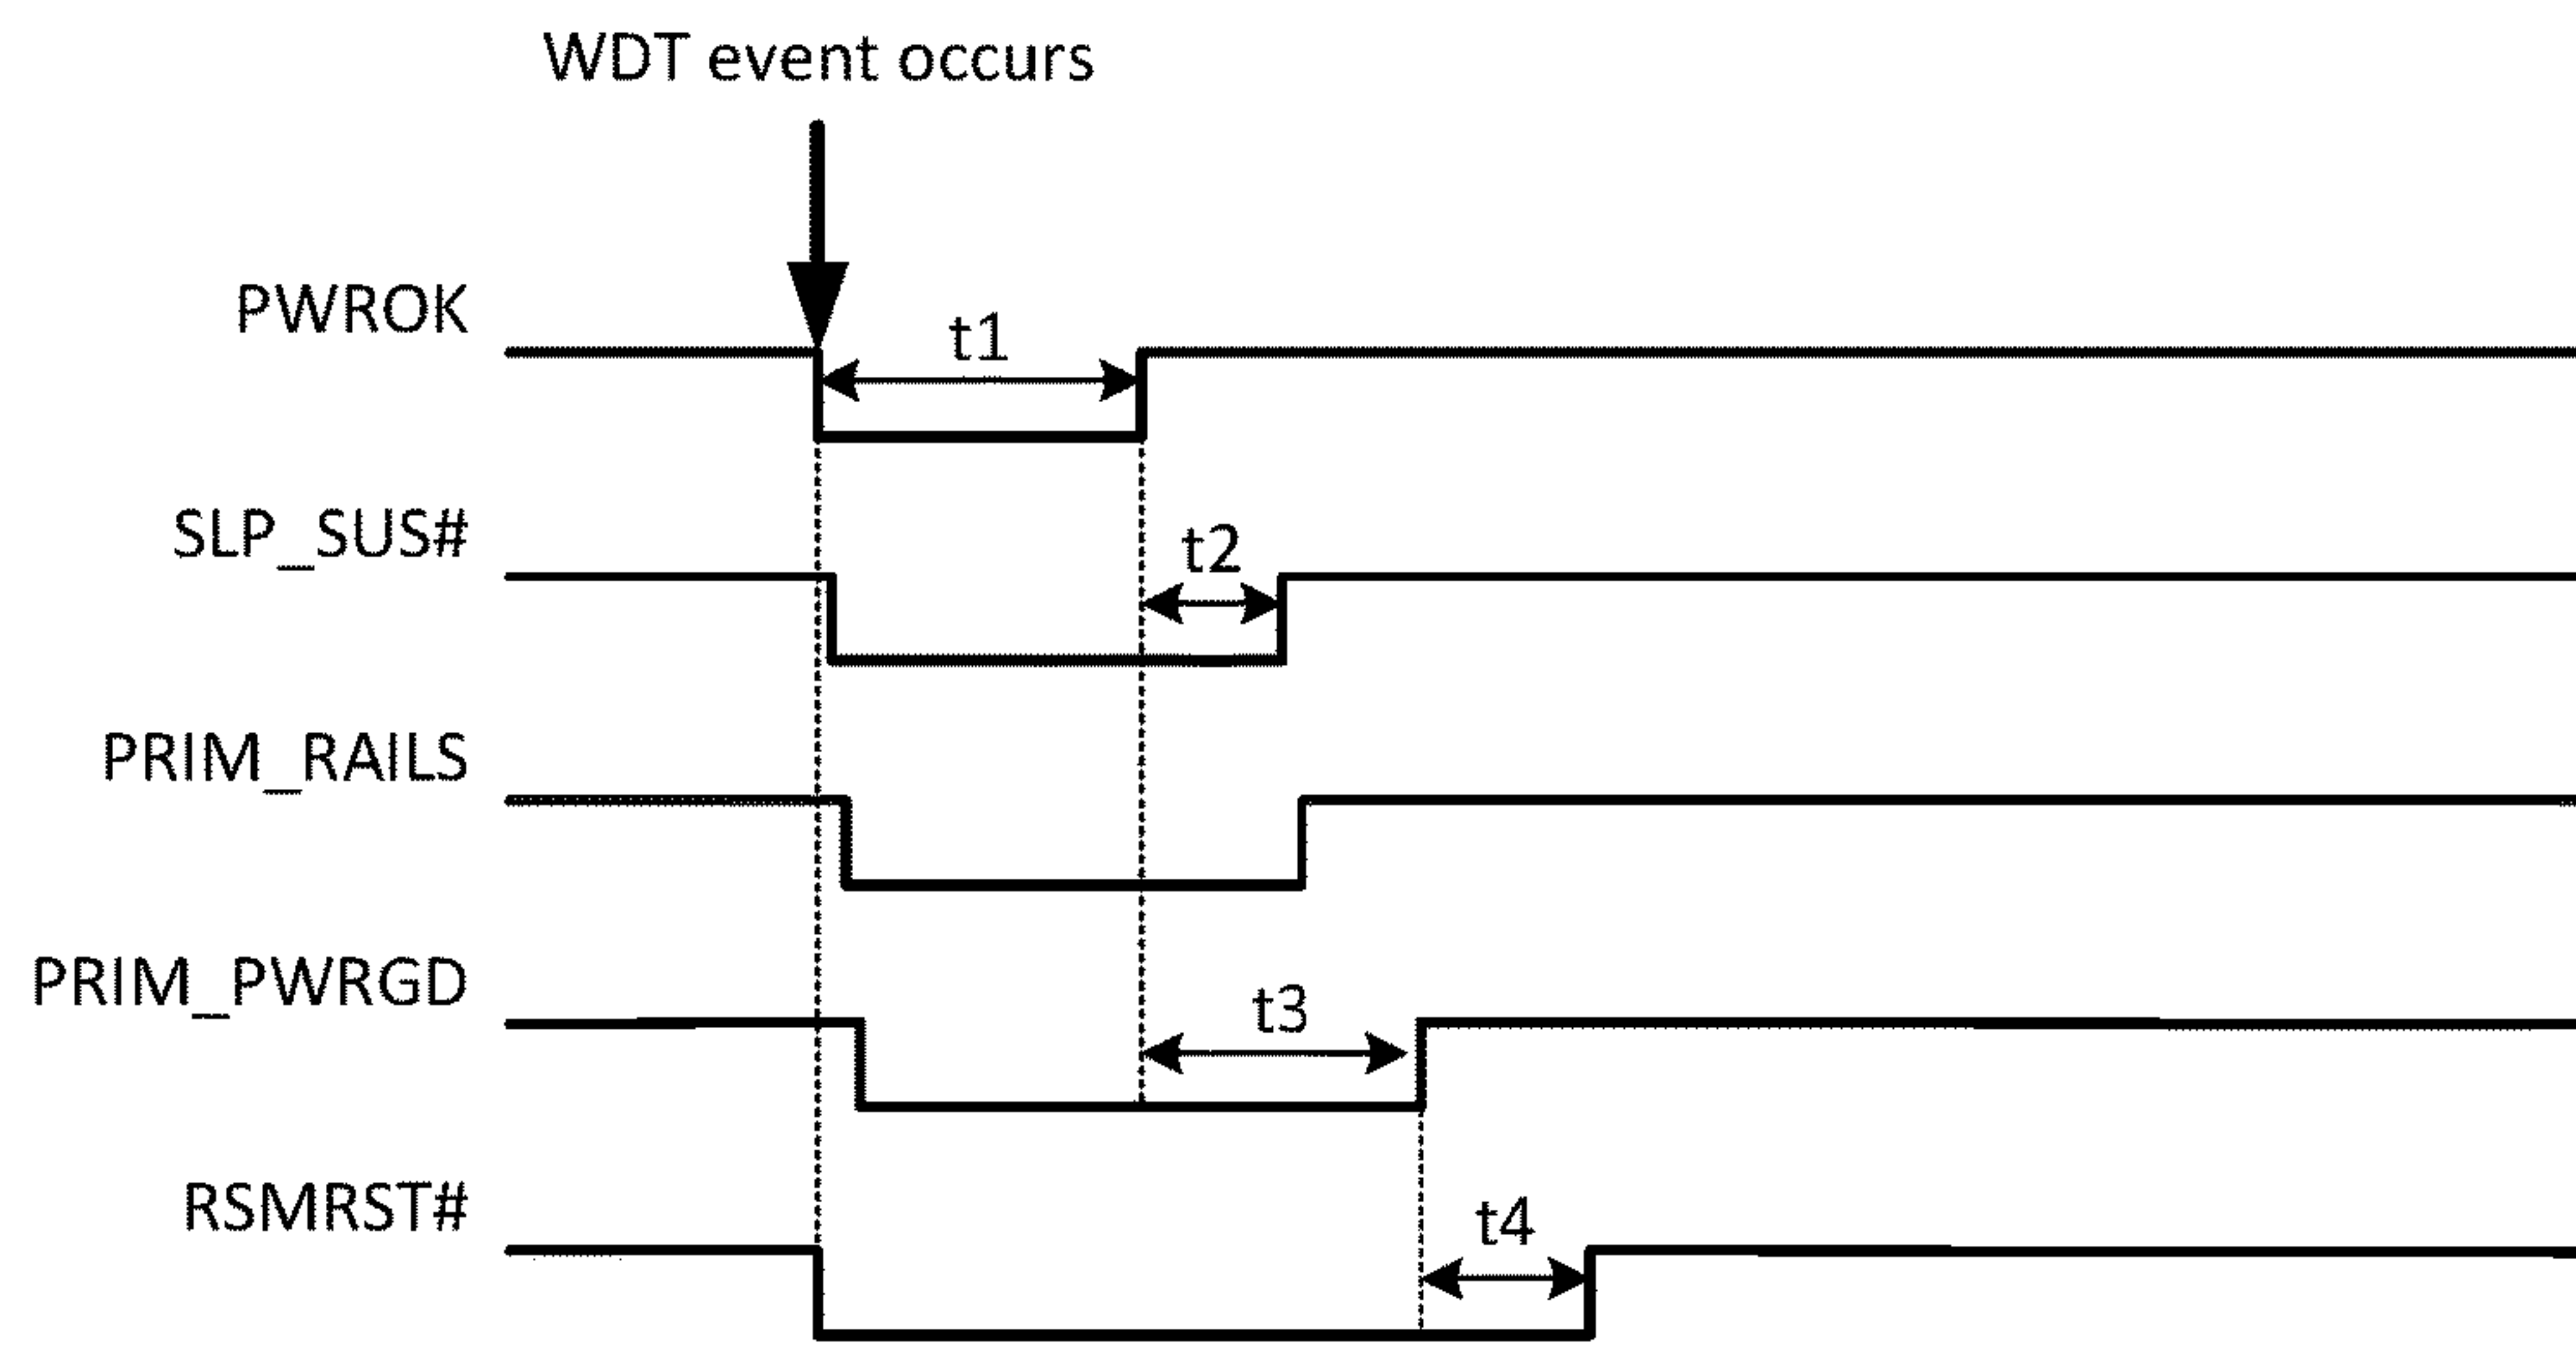 WDT event occurs
PWROK
t1
SLP_SUS#
t2
PRIM_RAILS
PRIM_PWRGD
t3
RSMRST#
t4